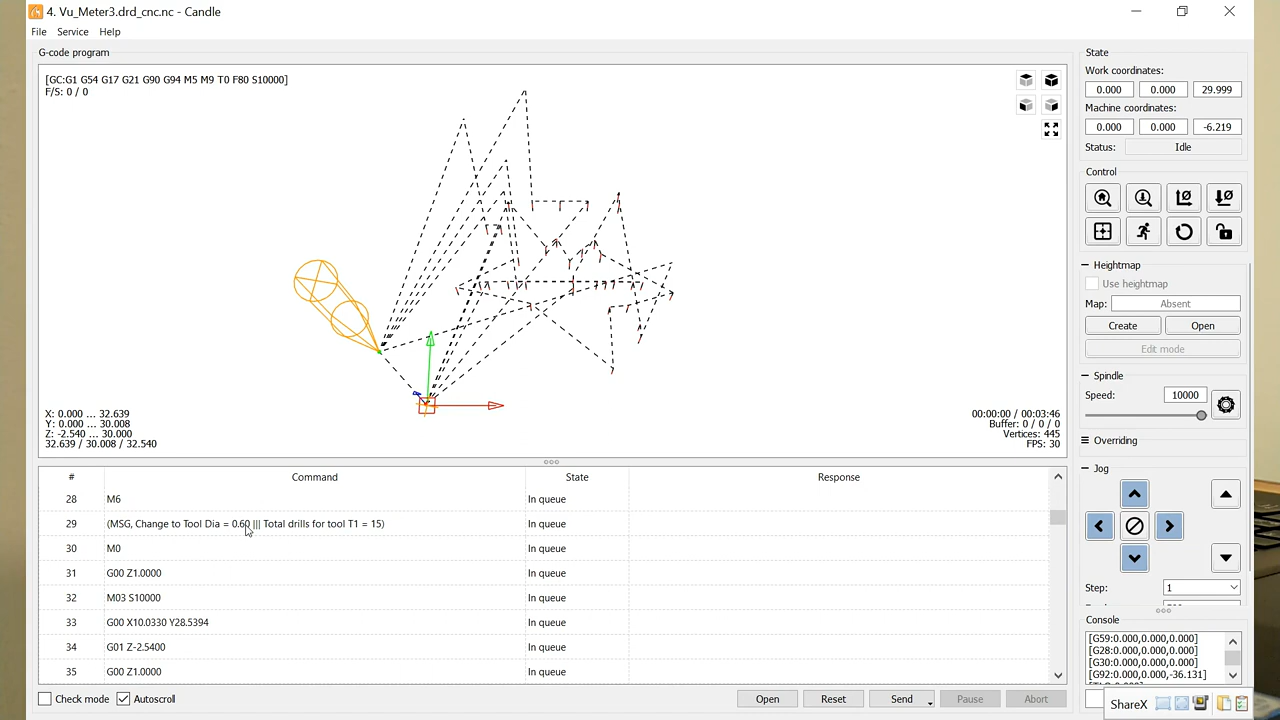 4. Vu_Meter3.drd_cnc.nc - Candle
File Service Help
G-code program
[GC:G1 G54 G17 G21 G90 G94 M5 M9 T0 F80 S10000]
F/S: 0 / 0
X: 0.000 ... 32.639
Y: 0.000 ... 30.008
Z: -2.540 ... 30.000
32.639 / 30.008 / 32.540
00:00:00 / 00:03:46
Buffer: 0 / 0 / 0
Vertices: 445
FPS: 30
# Command State Response
28 M6 In queue
29 (MSG, Change to Tool Dia = 0.60 ||| Total drills for tool T1 = 15) In queue
30 M0 In queue
31 G00 Z1.0000 In queue
32 M03 S10000 In queue
33 G00 X10.0330 Y28.5394 In queue
34 G01 Z-2.5400 In queue
35 G00 Z1.0000 In queue
Check mode Autoscroll Open Reset Send Pause Abort
State
Work coordinates:
0.000 0.000 29.999
Machine coordinates:
0.000 0.000 -6.219
Status: Idle
Control
Heightmap
Use heightmap
Map: Absent
Create Open
Edit mode
Spindle
Speed: 10000
Overriding
Jog
Step: 1
Console
[G59:0.000,0.000,0.000]
[G28:0.000,0.000,0.000]
[G30:0.000,0.000,0.000]
[G92:0.000,0.000,-36.131]
ShareX